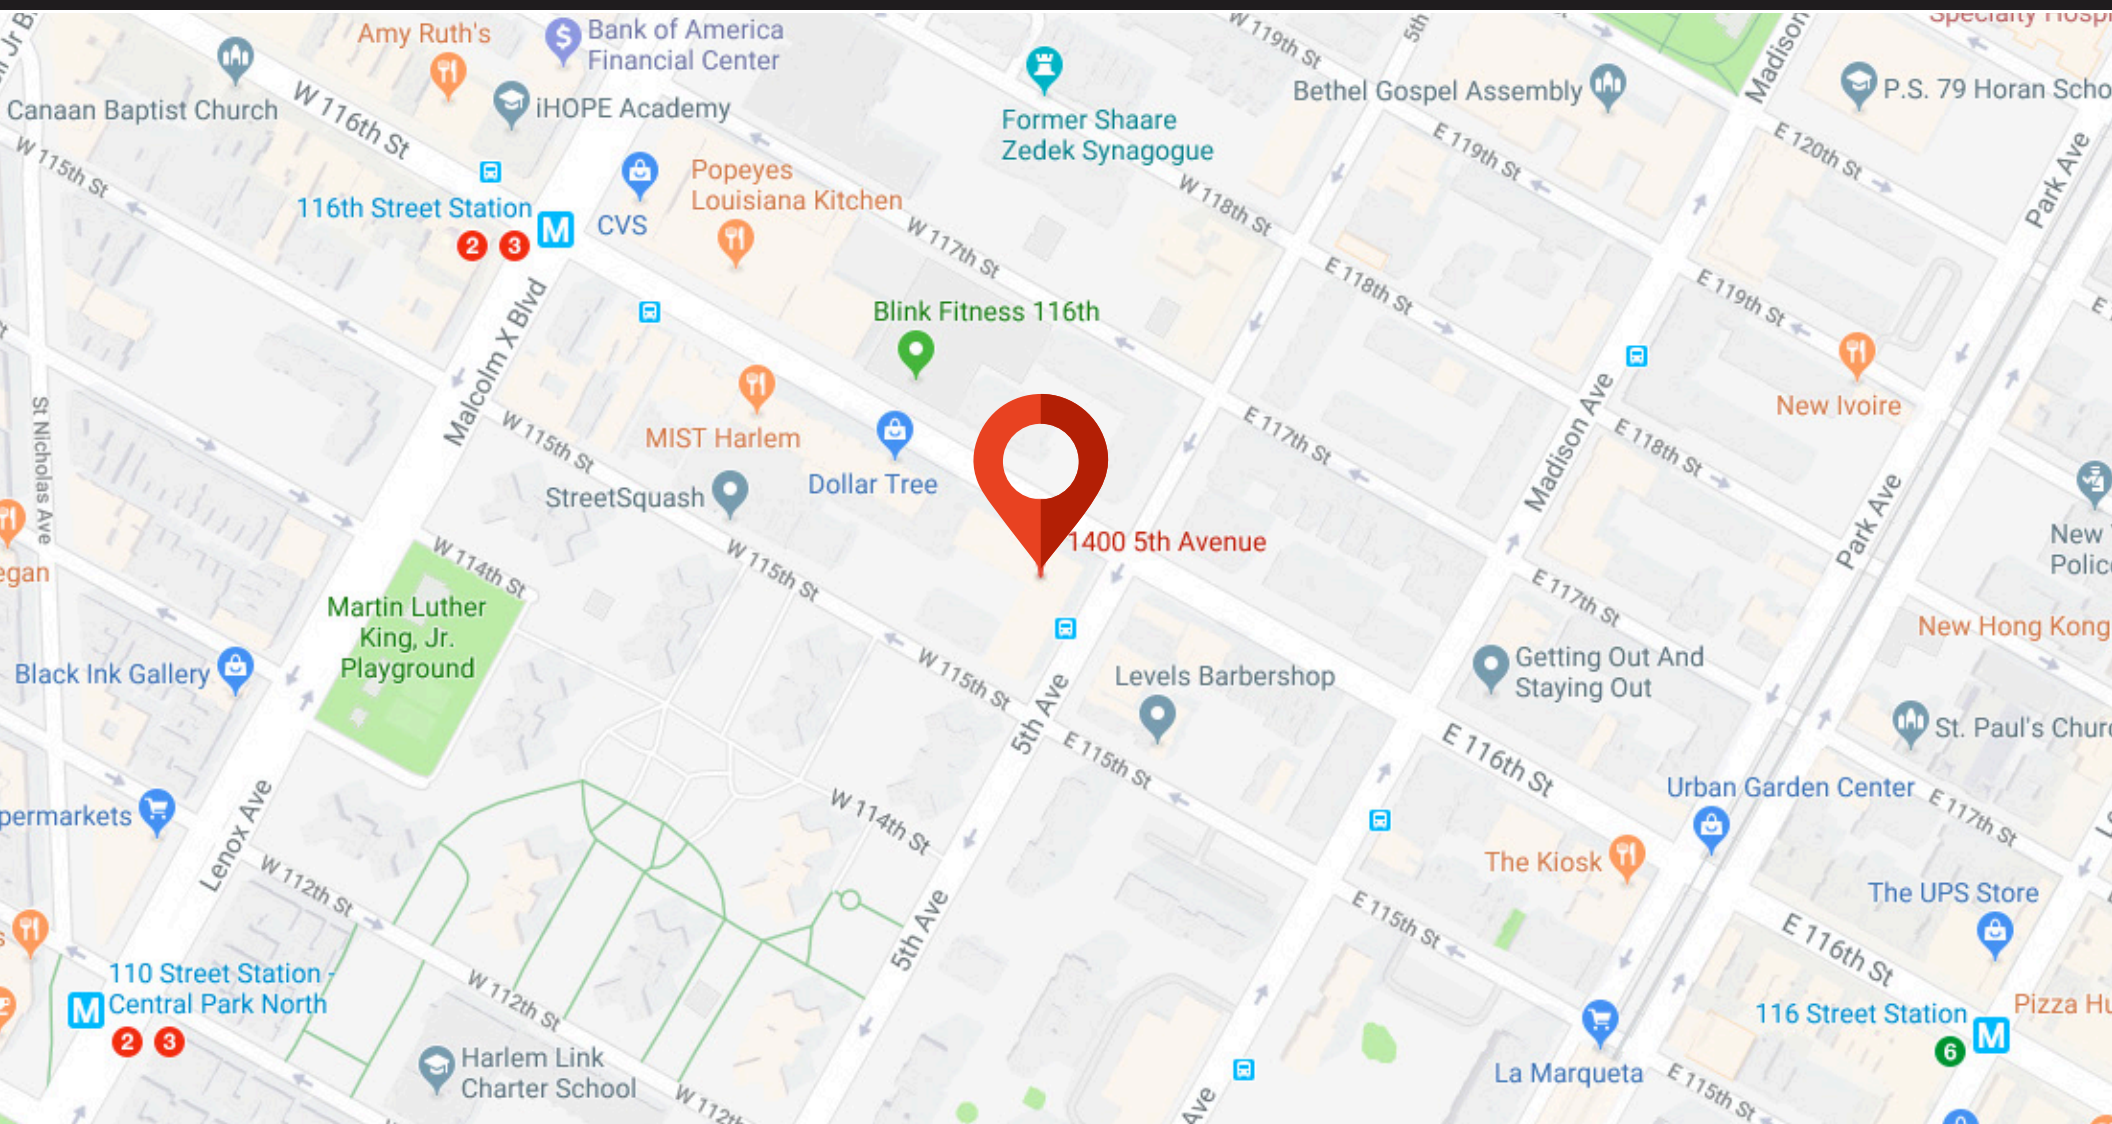 Amy Ruth's
Bank of America
Financial Center
Canaan Baptist Church
iHOPE Academy
W 116th St
W 115th St
116th Street Station
M
2 3
CVS
Popeyes
Louisiana Kitchen
Former Shaare
Zedek Synagogue
W 119th St
5th
Bethel Gospel Assembly
Madison
P.S. 79 Horan Scho
E 119th St
E 120th St
Park Ave
W 118th St
W 117th St
E 118th St
E 119th St
Blink Fitness 116th
Malcolm X Blvd
MIST Harlem
Dollar Tree
StreetSquash
W 115th St
St Nicholas Ave
E 117th St
Madison Ave
E 118th St
New Ivoire
Park Ave
New
Polic
1400 5th Avenue
W 114th St
W 115th St
egan
Martin Luther
King, Jr.
Playground
Black Ink Gallery
W 115th St
5th Ave
Levels Barbershop
E 117th St
Getting Out And
Staying Out
New Hong Kong
St. Paul's Churc
E 115th St
E 116th St
Urban Garden Center
E 117th St
permarkets
Lenox Ave
W 114th St
The Kiosk
W 112th St
5th Ave
E 115th St
The UPS Store
E 116th St
110 Street Station -
Central Park North
M
2 3
W 112th St
116 Street Station
M
6
Pizza Hu
Harlem Link
Charter School
W 112th
Ave
La Marqueta
E 115th St